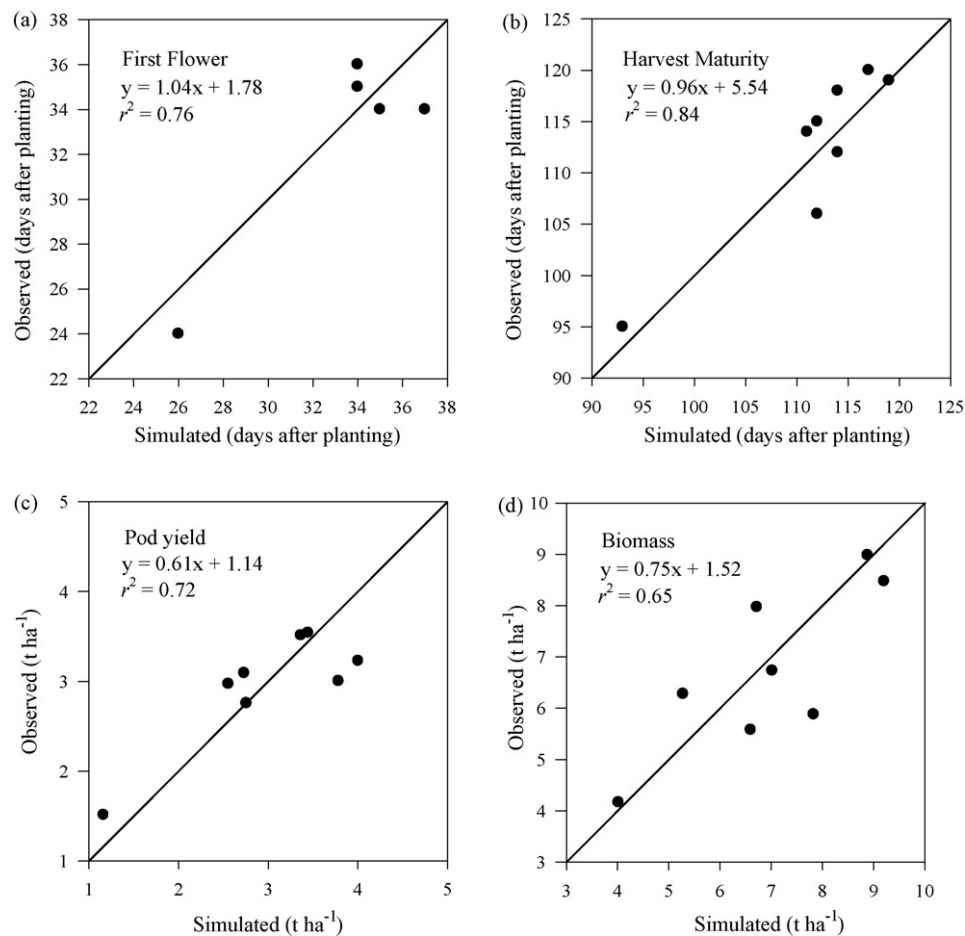 (a)
First Flower
y = 1.04x + 1.78
r² = 0.76
Observed (days after planting)
38
36
34
32
30
28
26
24
22
22 24 26 28 30 32 34 36 38
Simulated (days after planting)
(b)
Harvest Maturity
y = 0.96x + 5.54
r² = 0.84
Observed (days after planting)
125
120
115
110
105
100
95
90
90 95 100 105 110 115 120 125
Simulated (days after planting)
(c)
Pod yield
y = 0.61x + 1.14
r² = 0.72
Observed (t ha⁻¹)
5
4
3
2
1
1 2 3 4 5
Simulated (t ha⁻¹)
(d)
Biomass
y = 0.75x + 1.52
r² = 0.65
Observed (t ha⁻¹)
10
9
8
7
6
5
4
3
3 4 5 6 7 8 9 10
Simulated (t ha⁻¹)